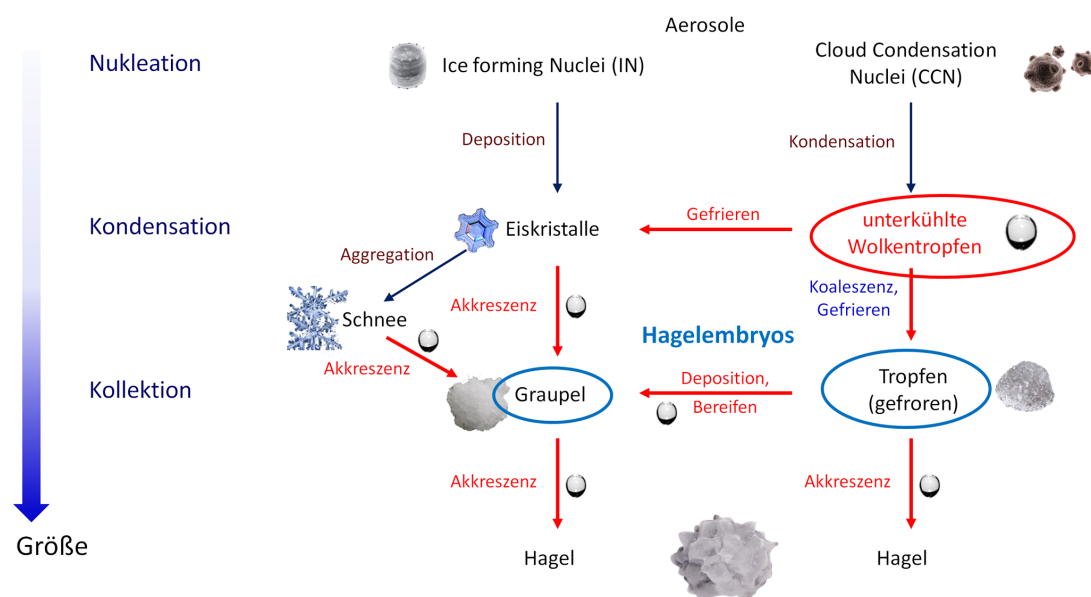 Aerosole
Nukleation
Ice forming Nuclei (IN)
Cloud Condensation
Nuclei (CCN)
Deposition
Kondensation
Kondensation
Eiskristalle
Gefrieren
unterkühlte
Wolkentropfen
Aggregation
Schnee
Akkreszenz
Akkreszenz
Koaleszenz,
Gefrieren
Hagelembryos
Kollektion
Graupel
Deposition,
Bereifen
Tropfen
(gefroren)
Akkreszenz
Akkreszenz
Größe
Hagel
Hagel